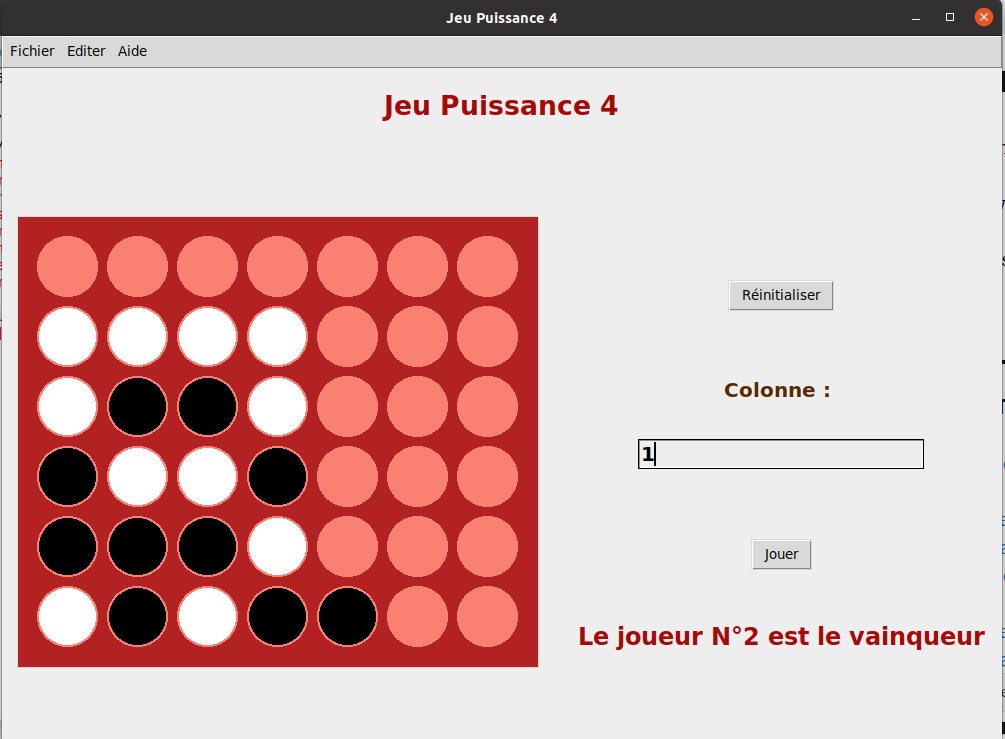 Jeu Puissance 4
Fichier Editer Aide
Jeu Puissance 4
Réinitialiser
Colonne :
1
Jouer
Le joueur N°2 est le vainqueur